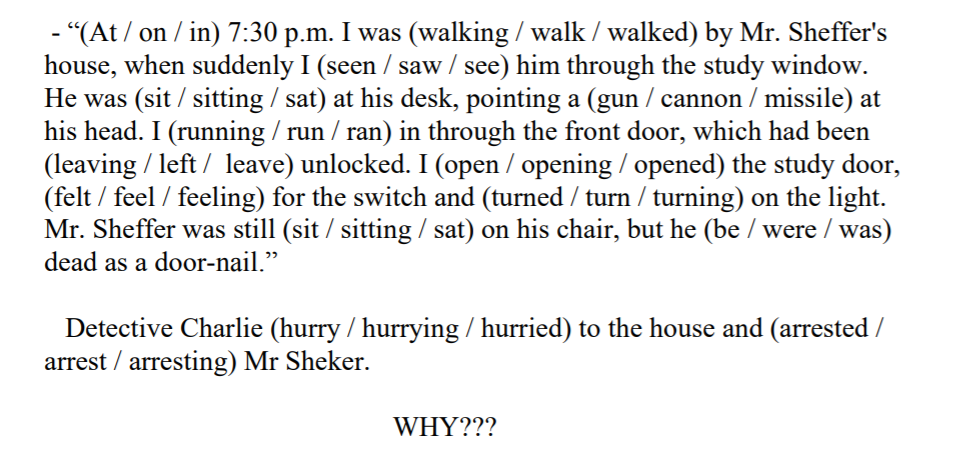 - “(At / on / in) 7:30 p.m. I was (walking / walk / walked) by Mr. Sheffer's
house, when suddenly I (seen / saw / see) him through the study window.
He was (sit / sitting / sat) at his desk, pointing a (gun / cannon / missile) at
his head. I (running / run / ran) in through the front door, which had been
(leaving / left / leave) unlocked. I (open / opening / opened) the study door,
(felt / feel / feeling) for the switch and (turned / turn / turning) on the light.
Mr. Sheffer was still (sit / sitting / sat) on his chair, but he (be / were / was)
dead as a door-nail.”
Detective Charlie (hurry / hurrying / hurried) to the house and (arrested /
arrest / arresting) Mr Sheker.
WHY???